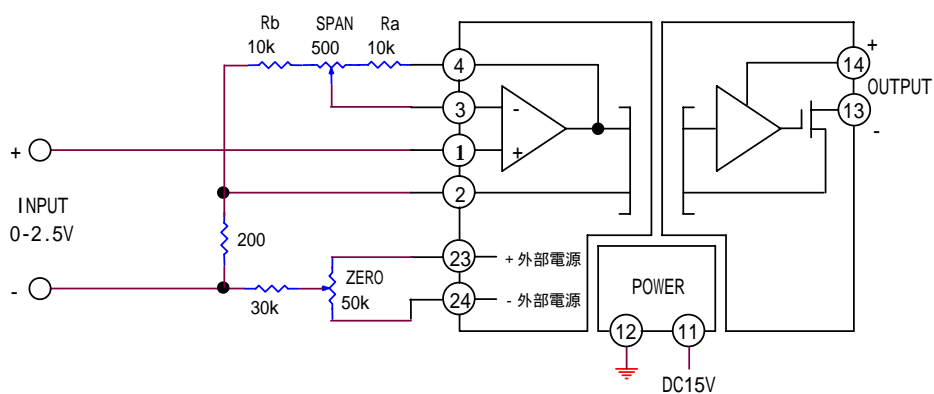 Rb SPAN Ra
10k 500 10k
4
+
14
OUTPUT
3
-
13
-
+
1
+
2
INPUT
0-2.5V
200
23
+外部電源
ZERO
-
30k
50k
24
-外部電源
POWER
12
11
DC15V